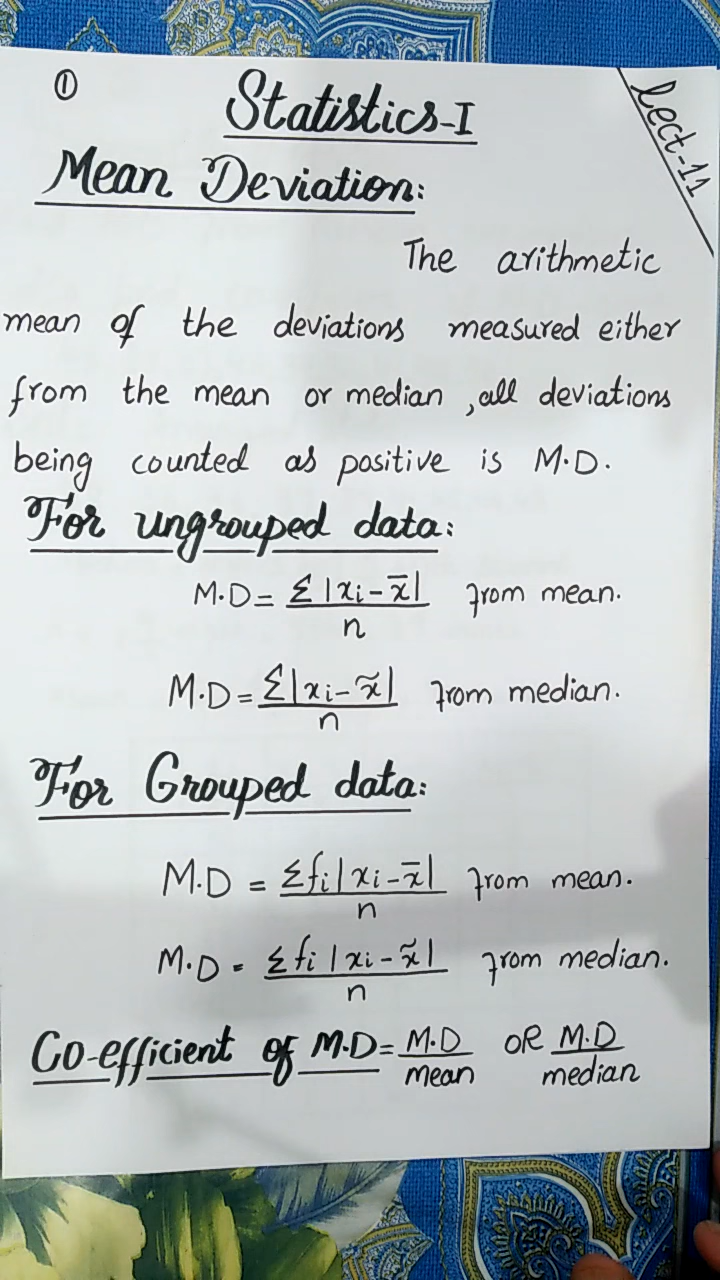 ①
Statistics-I
Lect-11
Mean Deviation:
The arithmetic
mean of the deviations measured either
from the mean or median , all deviations
being counted as positive is M.D.
For ungrouped data:
M.D = Σ |xi - x̄| / n from mean.
M.D = Σ|xi - x̃| / n from median.
For Grouped data:
M.D = Σfi|xi - x̄| / n from mean.
M.D = Σfi |xi - x̃| / n from median.
Co-efficient of M.D = M.D / mean OR M.D / median